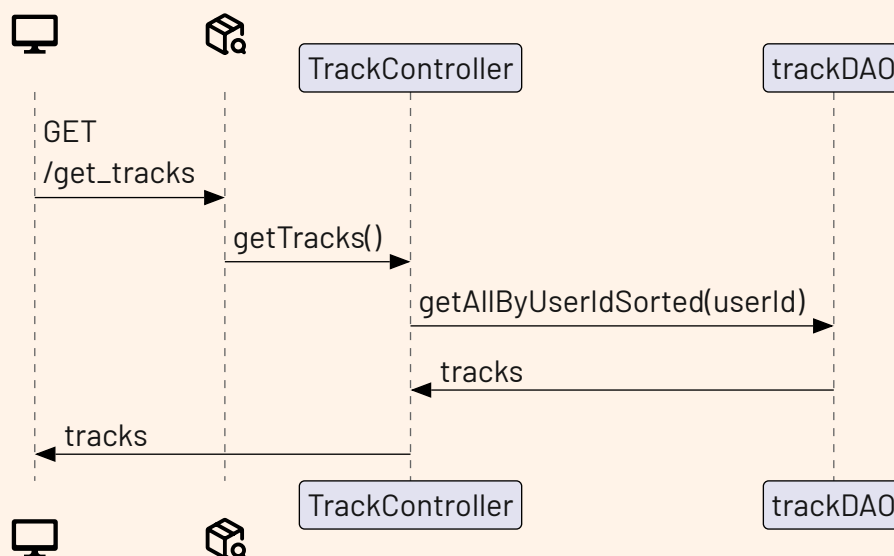 TrackController
trackDAO
GET
/get_tracks
getTracks()
getAllByUserIdSorted(userId)
tracks
tracks
TrackController
trackDAO